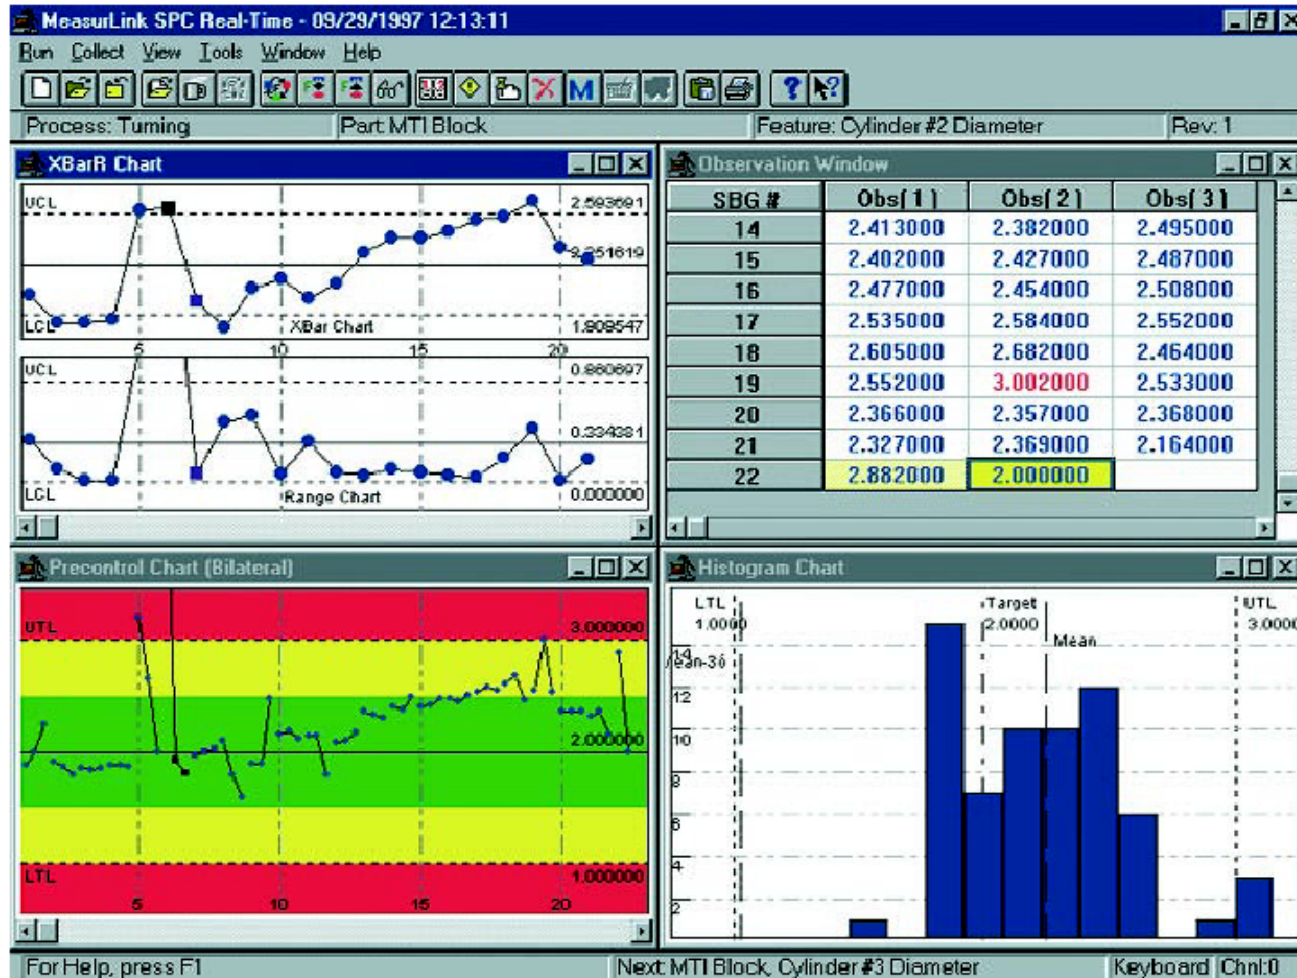 MeasurLink SPC Real-Time - 09/29/1997 12:13:11
Run Collect View Tools Window Help
Process: Turning Part: MTI Block Feature: Cylinder #2 Diameter Rev: 1
XBarR Chart
UCL 2.593691
2.251619
LCL XBar Chart 1.909547
5 10 15 20
UCL 0.860697
0.334381
LCL Range Chart 0.000000
Observation Window
SBG # Obs[1] Obs[2] Obs[3]
14 2.413000 2.382000 2.495000
15 2.402000 2.427000 2.487000
16 2.477000 2.454000 2.508000
17 2.535000 2.584000 2.552000
18 2.605000 2.682000 2.464000
19 2.552000 3.002000 2.533000
20 2.366000 2.357000 2.368000
21 2.327000 2.369000 2.164000
22 2.882000 2.000000
Precontrol Chart (Bilateral)
UTL 3.000000
2.000000
LTL 1.000000
5 10 15 20
Histogram Chart
LTL Target UTL
1.0000 2.0000 3.0000
Mean
14
12
10
8
6
4
2
For Help, press F1 Next: MTI Block, Cylinder #3 Diameter Keyboard Chnl:0